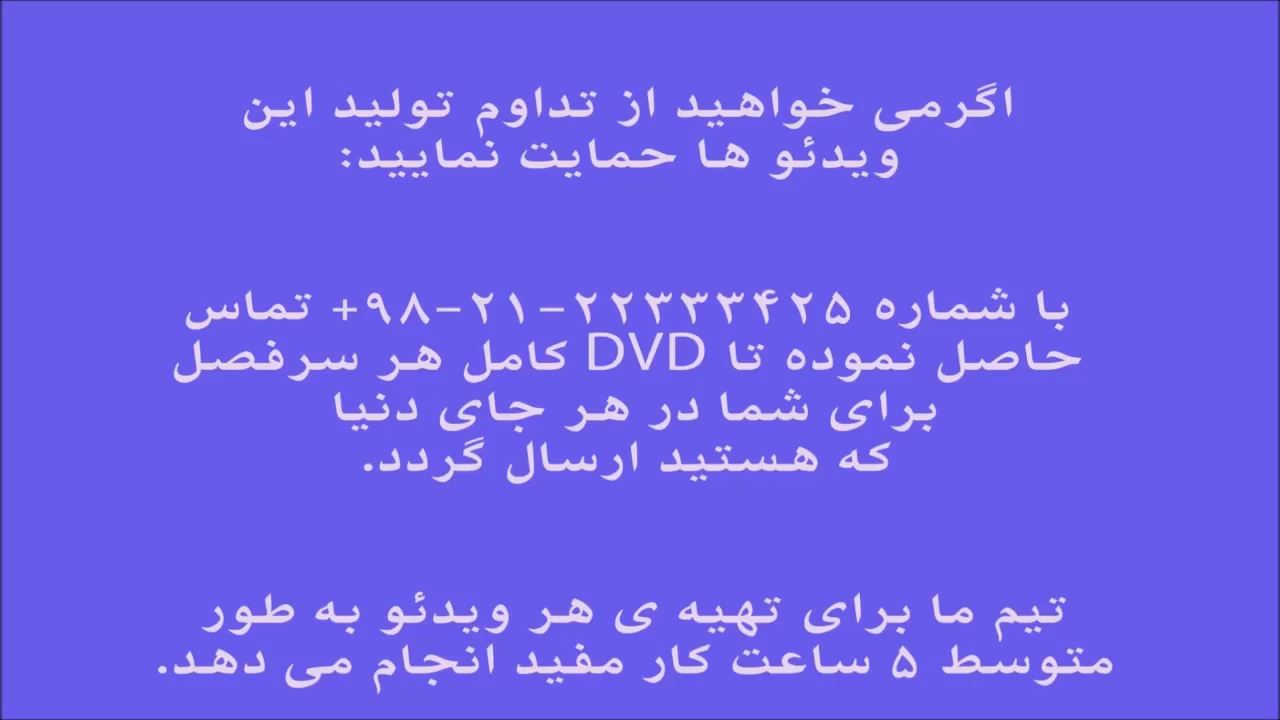 اگرمی خواهید از تداوم تولید این
ویدئو ها حمایت نمایید:
با شماره ۲۲۳۳۳۴۲۵-۲۱-۹۸+ تماس
حاصل نموده تا DVD کامل هر سرفصل
برای شما در هر جای دنیا
که هستید ارسال گردد.
تیم ما برای تهیه ی هر ویدئو به طور
متوسط ۵ ساعت کار مفید انجام می دهد.